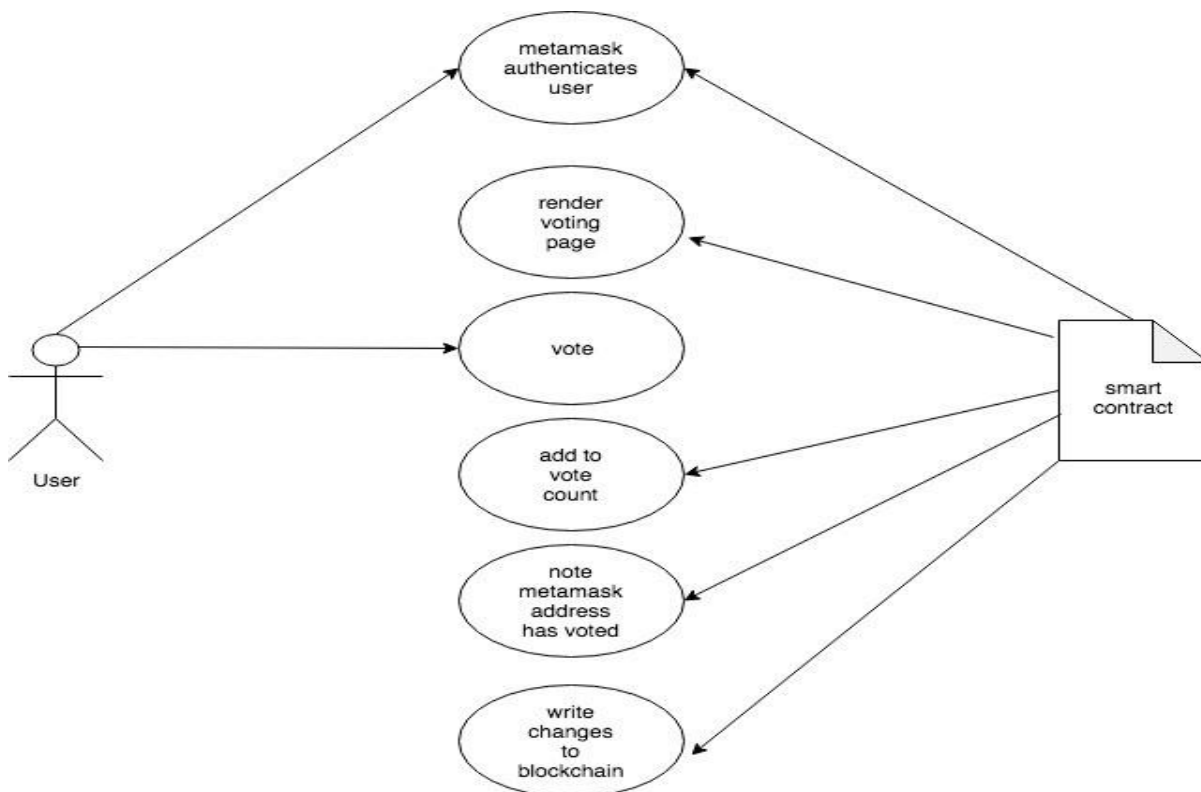 metamask
authenticates
user
render
voting
page
vote
User
smart
contract
add to
vote
count
note
metamask
address
has voted
write
changes
to
blockchain